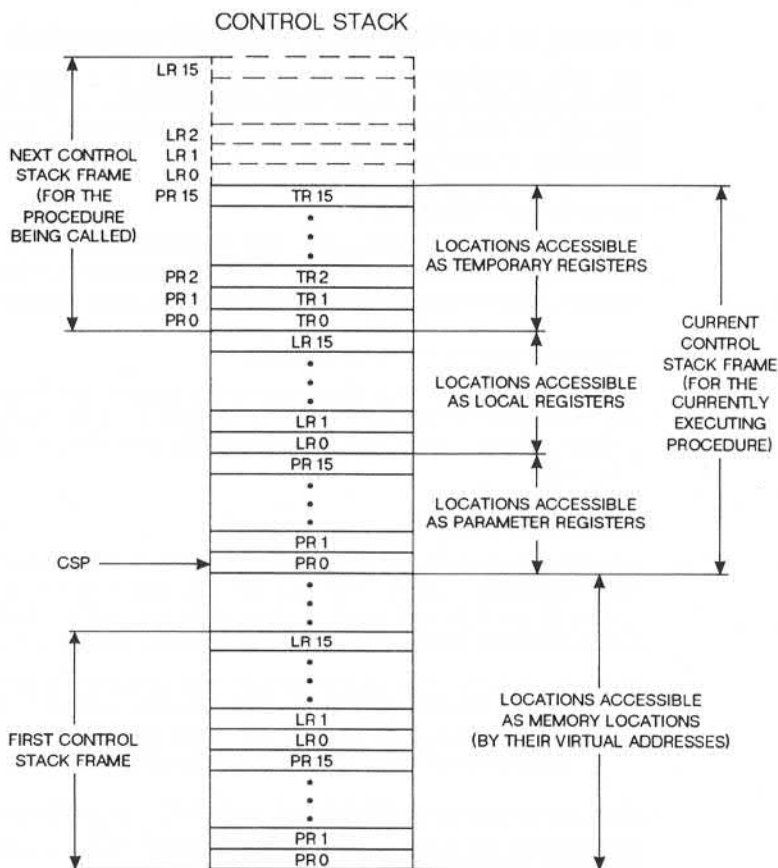 CONTROL STACK
LR 15
LR 2
LR 1
LR 0
NEXT CONTROL
STACK FRAME
(FOR THE
PROCEDURE
BEING CALLED)
PR 15
TR 15
PR 2
TR 2
PR 1
TR 1
PR 0
TR 0
LOCATIONS ACCESSIBLE
AS TEMPORARY REGISTERS
LR 15
LR 1
LR 0
LOCATIONS ACCESSIBLE
AS LOCAL REGISTERS
CURRENT
CONTROL
STACK FRAME
(FOR THE
CURRENTLY
EXECUTING
PROCEDURE)
PR 15
PR 1
PR 0
LOCATIONS ACCESSIBLE
AS PARAMETER REGISTERS
CSP
LR 15
LR 1
LR 0
PR 15
PR 1
PR 0
FIRST CONTROL
STACK FRAME
LOCATIONS ACCESSIBLE
AS MEMORY LOCATIONS
(BY THEIR VIRTUAL ADDRESSES)